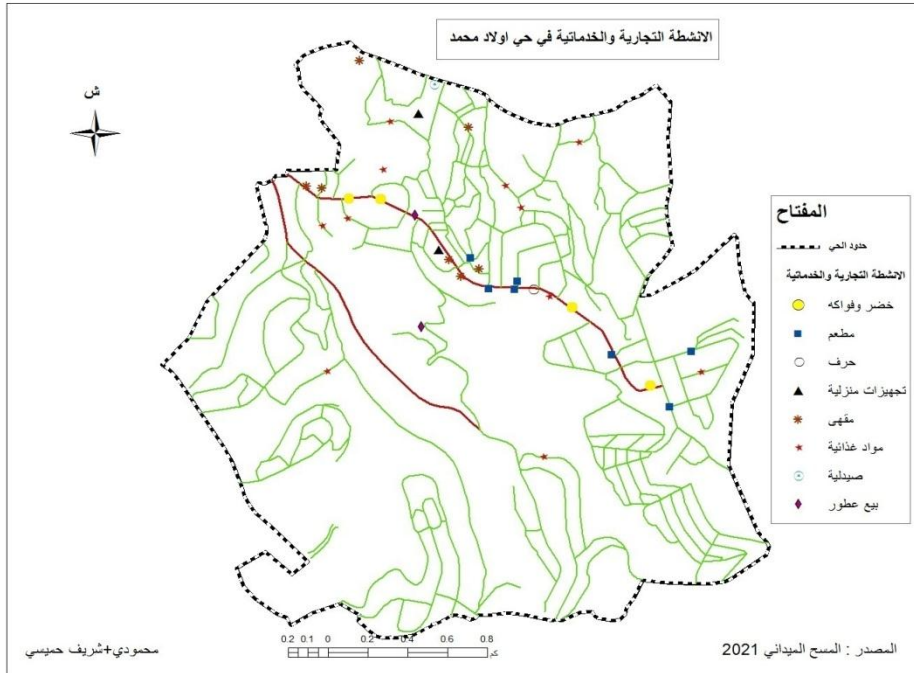 الانشطة التجارية والخدماتية في حي اولاد محمد
ش
المفتاح
حدود الحي
الانشطة التجارية والخدماتية
خضر وفواكه
مطعم
حرف
تجهيزات منزلية
مقهى
مواد غذائية
صيدلية
بيع عطور
0.2 0.1 0 0.2 0.4 0.6 0.8
كم
المصدر : المسح الميداني 2021
محمودي+شريف حميسي